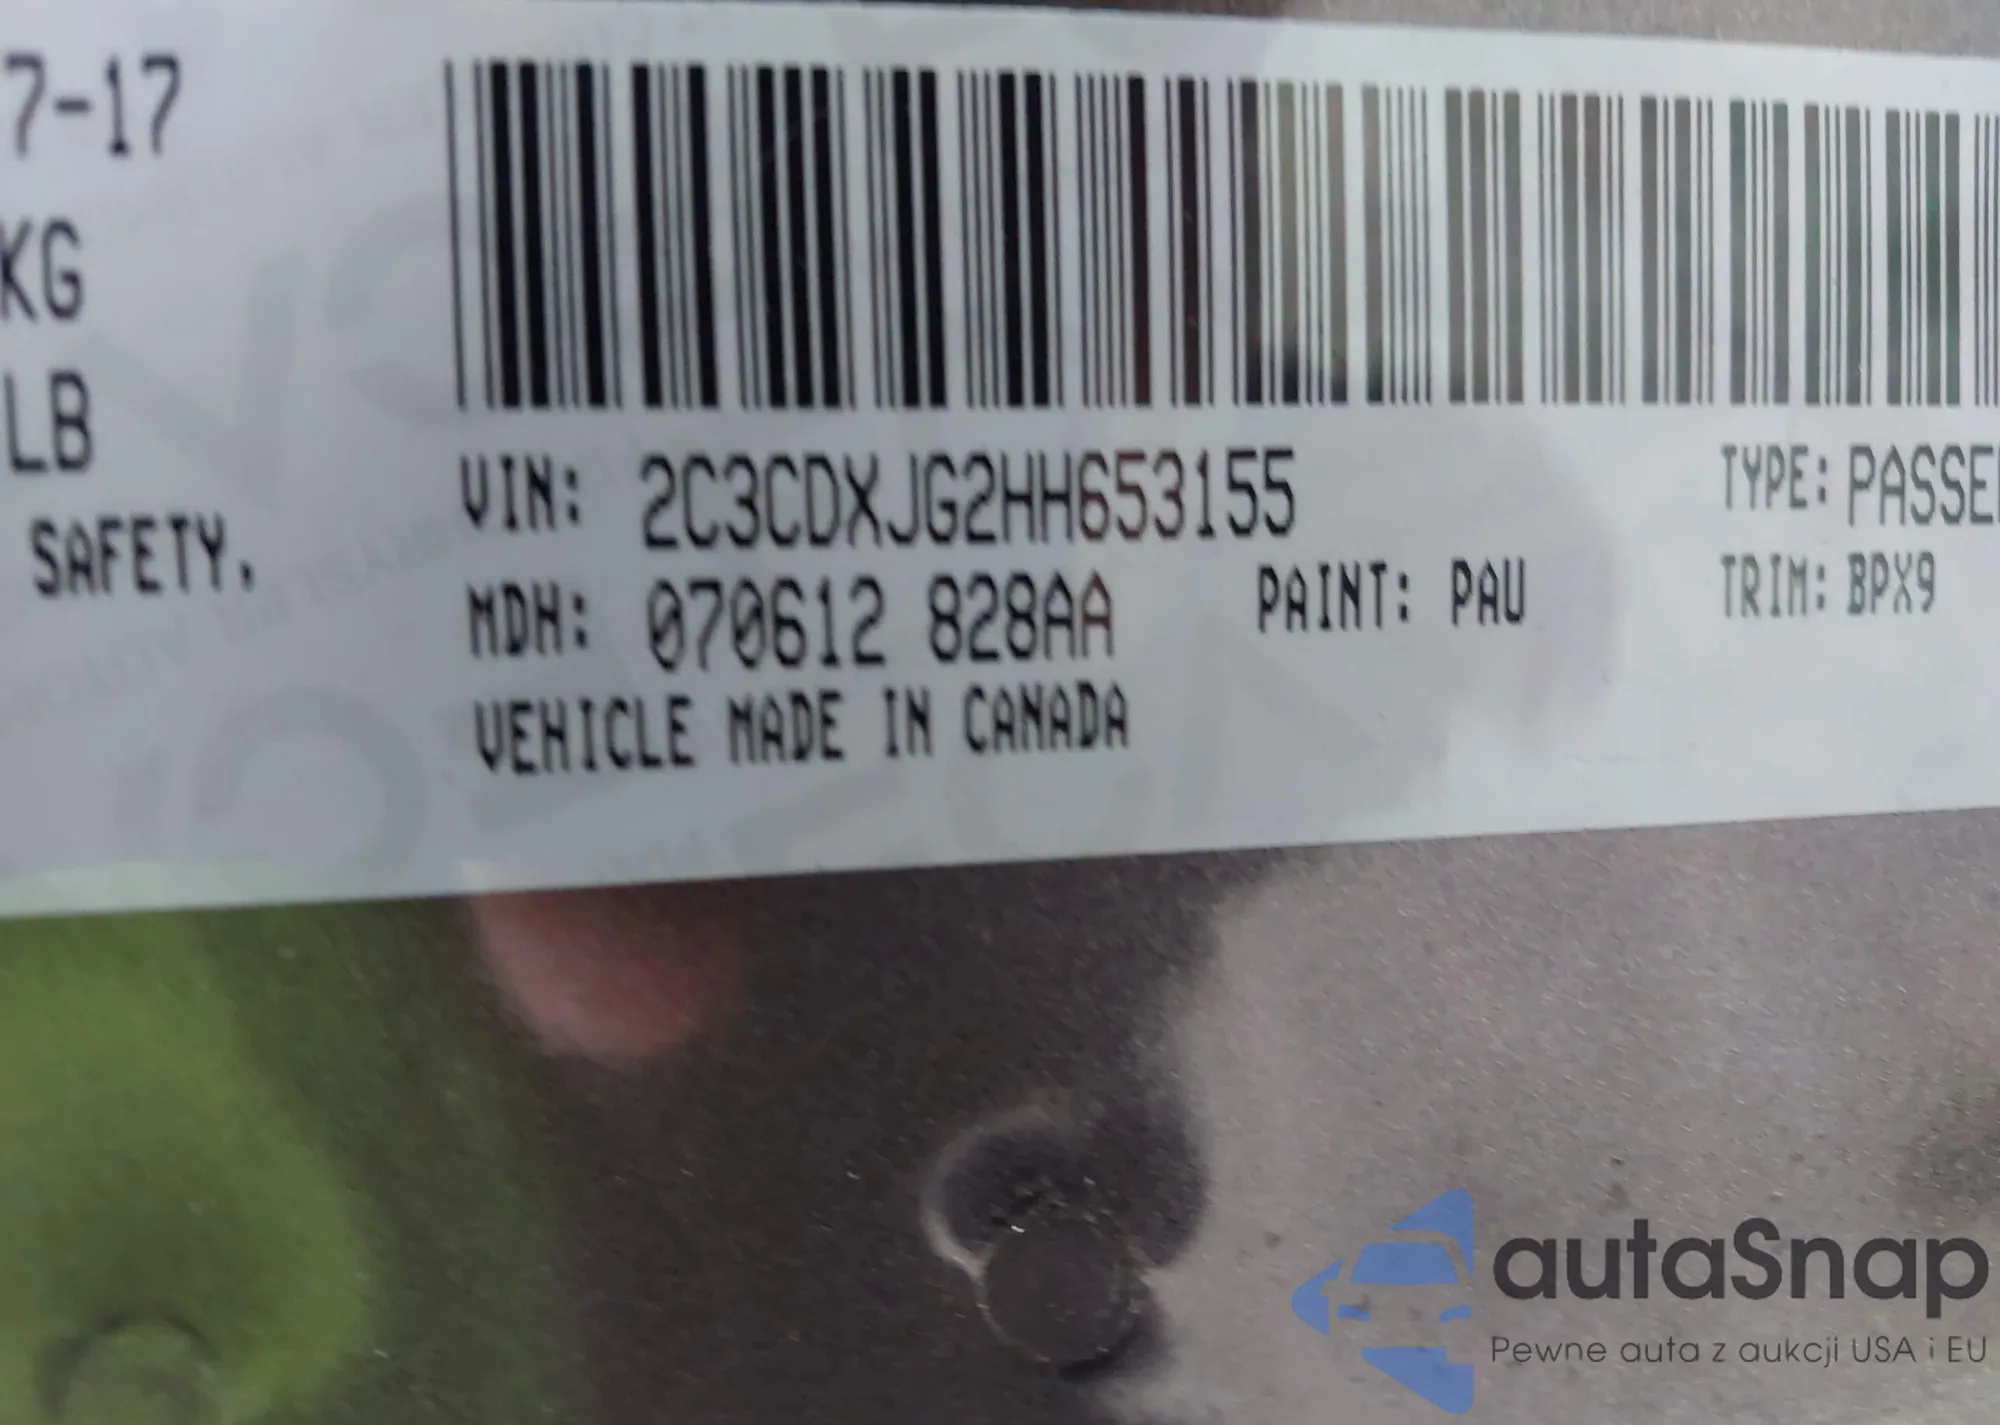 7-17
KG
LB
SAFETY,
VIN: 2C3CDXJG2HH653155
TYPE: PASSE
MDH: 070612 828AA
PAINT: PAU
TRIM: BPX9
VEHICLE MADE IN CANADA
autaSnap
Pewne auta z aukcji USA i EU